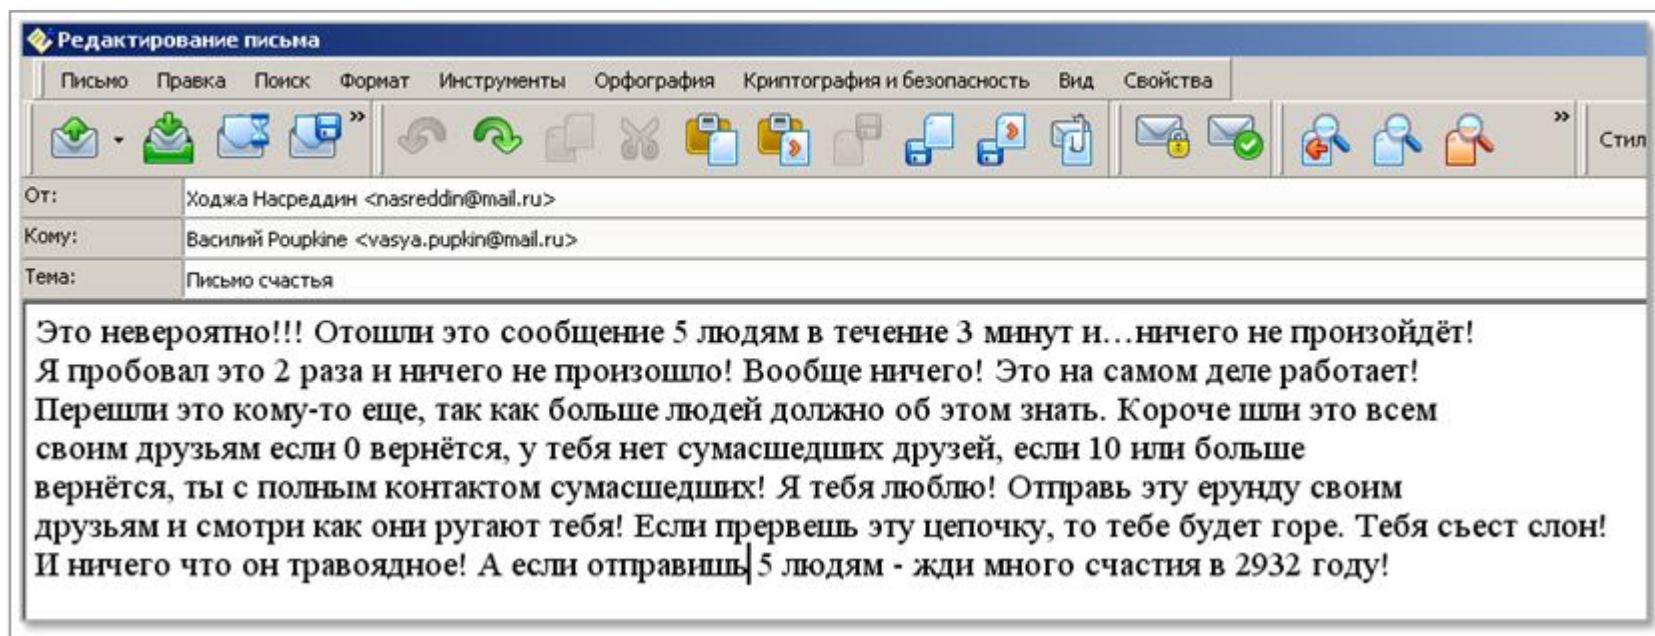 Редактирование письма
Письмо Правка Поиск Формат Инструменты Орфография Криптография и безопасность Вид Свойства
» » Стил
От: Ходжа Насреддин <nasreddin@mail.ru>
Кому: Василий Poupkine <vasya.pupkin@mail.ru>
Тема: Письмо счастья
Это невероятно!!! Отошли это сообщение 5 людям в течение 3 минут и…ничего не произойдёт!
Я пробовал это 2 раза и ничего не произошло! Вообще ничего! Это на самом деле работает!
Перешли это кому-то еще, так как больше людей должно об этом знать. Короче шли это всем
своим друзьям если 0 вернётся, у тебя нет сумасшедших друзей, если 10 или больше
вернётся, ты с полным контактом сумасшедших! Я тебя люблю! Отправь эту ерунду своим
друзьям и смотри как они ругают тебя! Если прервешь эту цепочку, то тебе будет горе. Тебя сьест слон!
И ничего что он травоядное! А если отправишь 5 людям - жди много счастия в 2932 году!